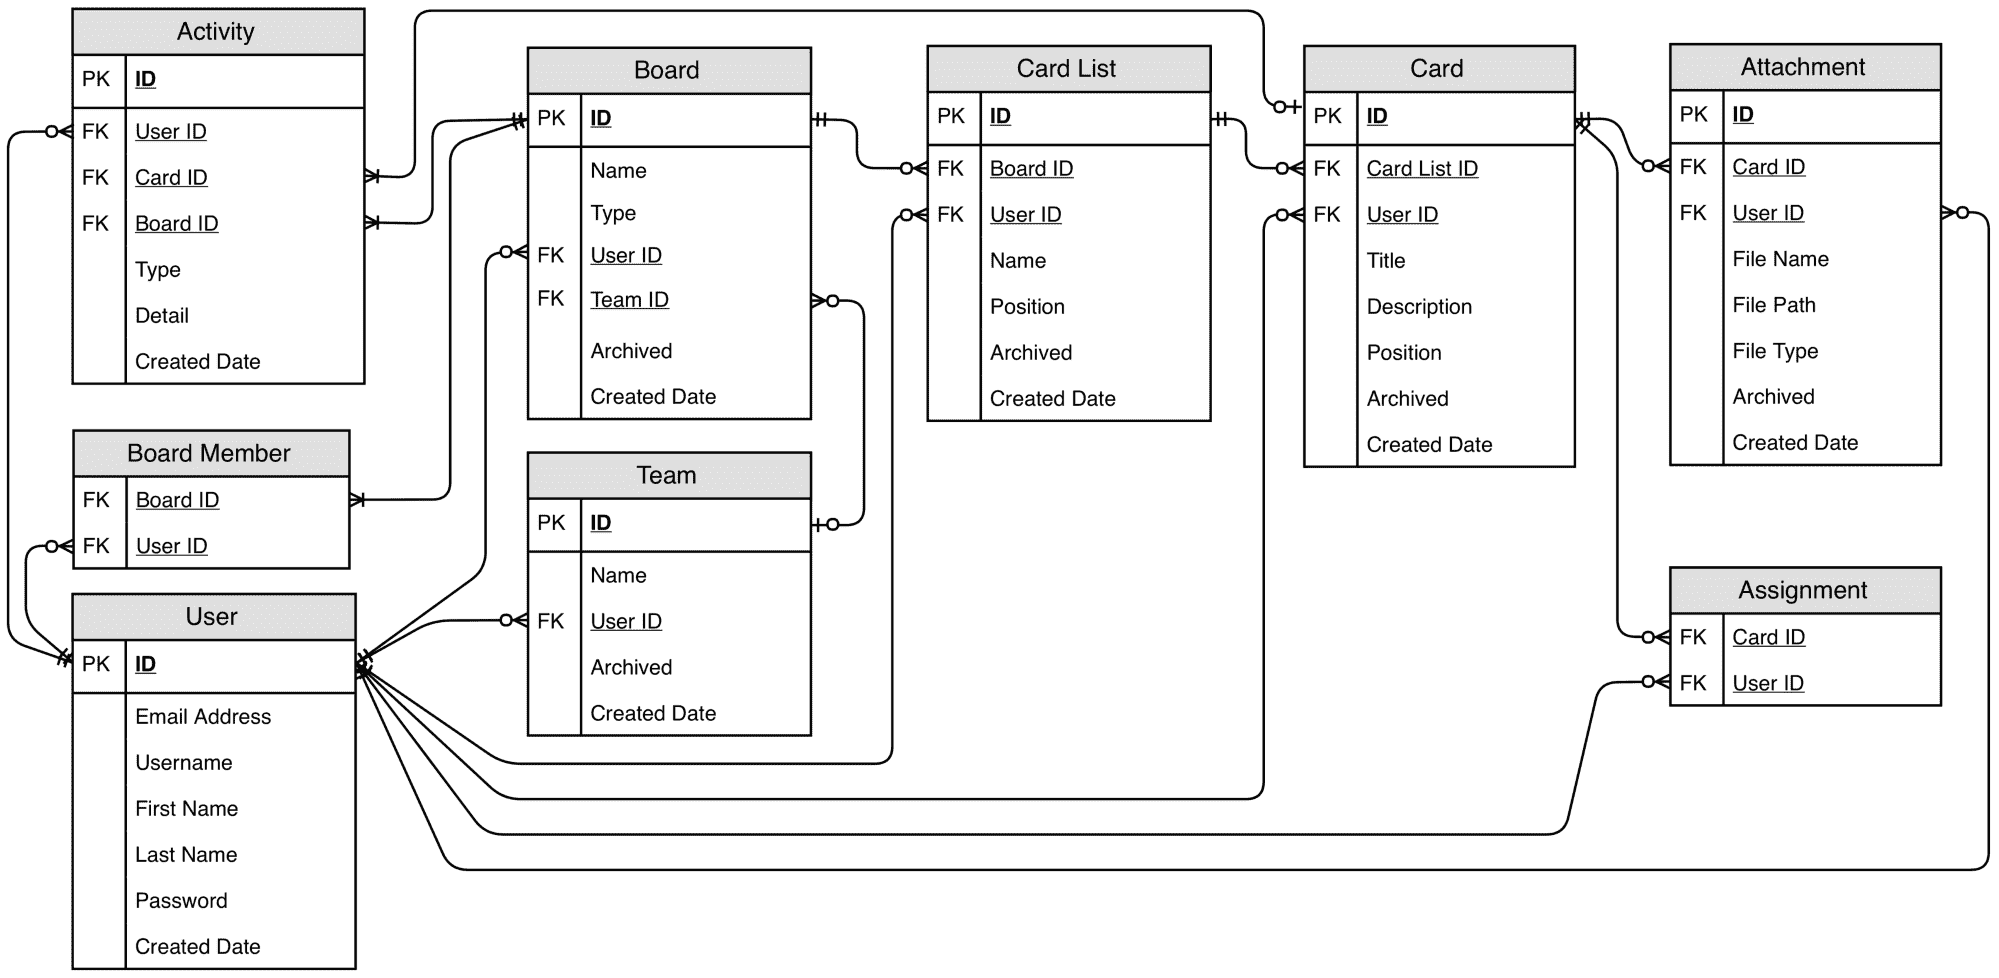 Activity
PK ID
FK User ID
FK Card ID
FK Board ID
Type
Detail
Created Date
Board Member
FK Board ID
FK User ID
User
PK ID
Email Address
Username
First Name
Last Name
Password
Created Date
Board
PK ID
Name
Type
FK User ID
FK Team ID
Archived
Created Date
Team
PK ID
Name
FK User ID
Archived
Created Date
Card List
PK ID
FK Board ID
FK User ID
Name
Position
Archived
Created Date
Card
PK ID
FK Card List ID
FK User ID
Title
Description
Position
Archived
Created Date
Attachment
PK ID
FK Card ID
FK User ID
File Name
File Path
File Type
Archived
Created Date
Assignment
FK Card ID
FK User ID